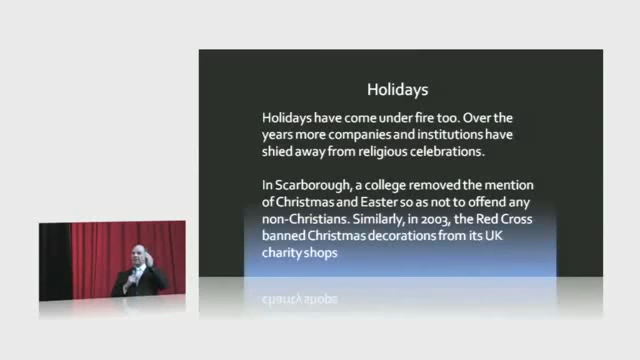 Holidays
Holidays have come under fire too. Over the
years more companies and institutions have
shied away from religious celebrations.
In Scarborough, a college removed the mention
of Christmas and Easter so as not to offend any
non-Christians. Similarly, in 2003, the Red Cross
banned Christmas decorations from its UK
charity shops